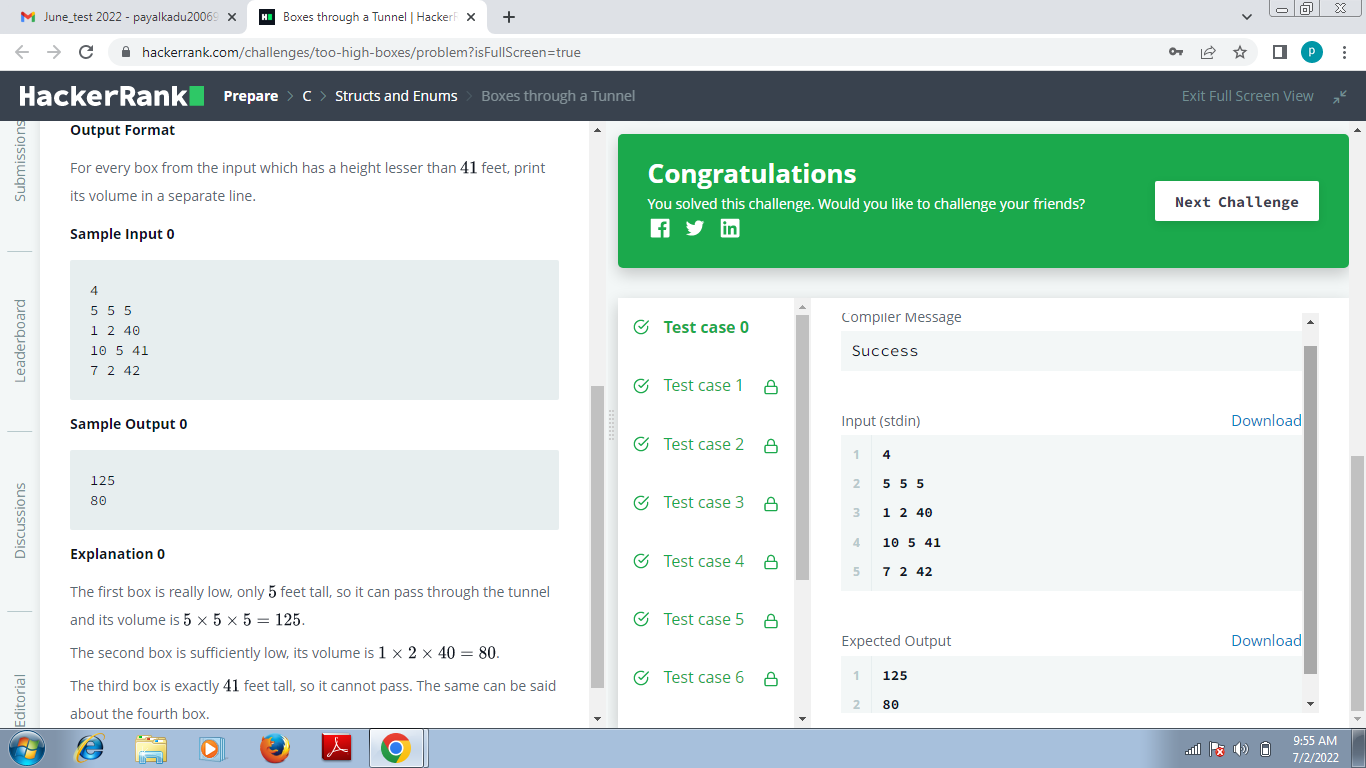 June_test 2022 - payalkadu20069
Boxes through a Tunnel | HackerR
hackerrank.com/challenges/too-high-boxes/problem?isFullScreen=true
P
HackerRank
Prepare > C > Structs and Enums > Boxes through a Tunnel
Exit Full Screen View
Submissions
Leaderboard
Discussions
Editorial
Output Format
For every box from the input which has a height lesser than 41 feet, print
its volume in a separate line.
Sample Input 0
4
5 5 5
1 2 40
10 5 41
7 2 42
Sample Output 0
125
80
Explanation 0
The first box is really low, only 5 feet tall, so it can pass through the tunnel
and its volume is 5 × 5 × 5 = 125.
The second box is sufficiently low, its volume is 1 × 2 × 40 = 80.
The third box is exactly 41 feet tall, so it cannot pass. The same can be said
about the fourth box.
Congratulations
You solved this challenge. Would you like to challenge your friends?
Next Challenge
Test case 0
Test case 1
Test case 2
Test case 3
Test case 4
Test case 5
Test case 6
Compiler Message
Success
Input (stdin)
Download
1 4
2 5 5 5
3 1 2 40
4 10 5 41
5 7 2 42
Expected Output
Download
1 125
2 80
9:55 AM
7/2/2022